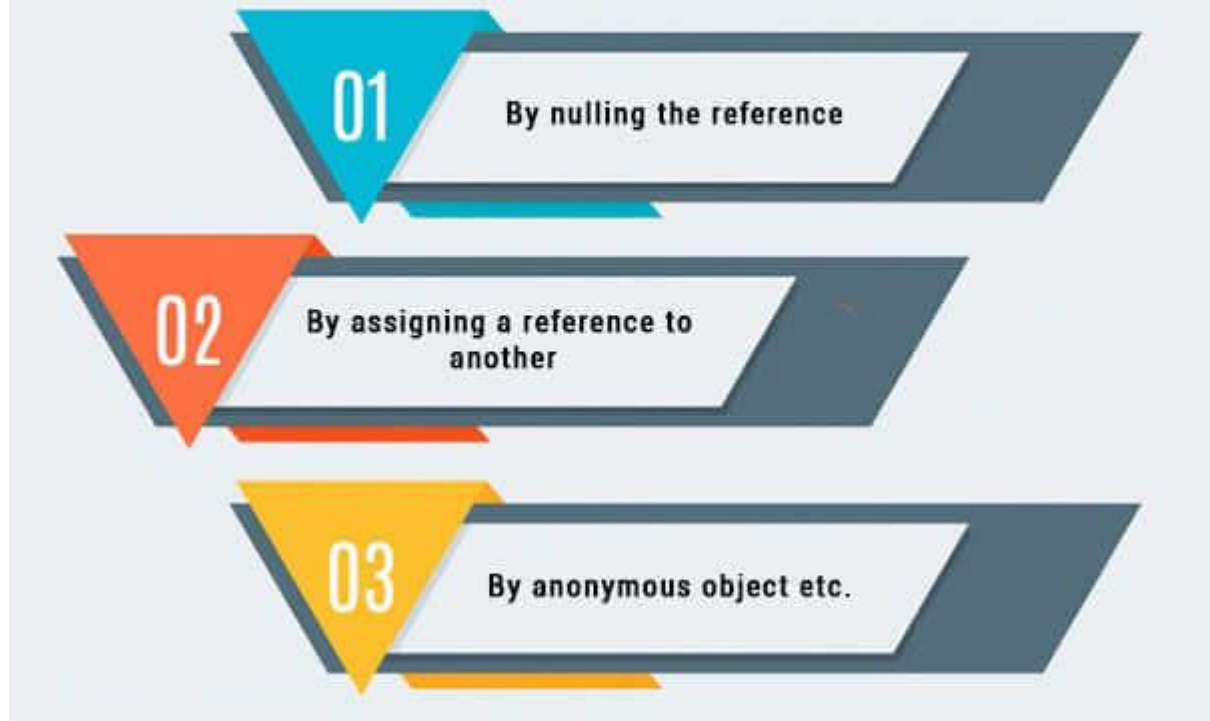 01
By nulling the reference
02
By assigning a reference to
another
03
By anonymous object etc.